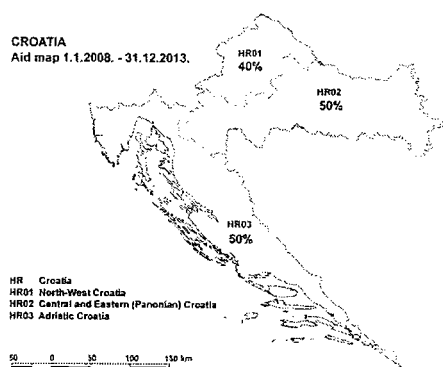 CROATIA
Aid map 1.1.2008. - 31.12.2013.
HR01
40%
HR02
50%
HR03
50%
HR Croatia
HR01 North-West Croatia
HR02 Central and Eastern (Panonian) Croatia
HR03 Adriatic Croatia
50 0 50 100 150 km